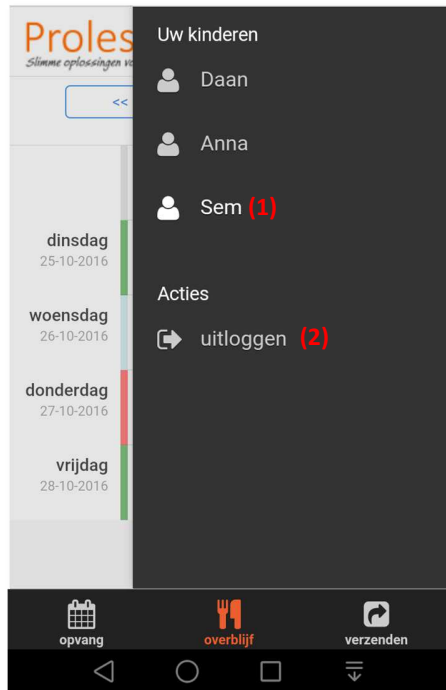 Proles
Slimme oplossingen vo
<<
dinsdag
25-10-2016
woensdag
26-10-2016
donderdag
27-10-2016
vrijdag
28-10-2016
Uw kinderen
Daan
Anna
Sem (1)
Acties
uitloggen (2)
opvang
overblijf
verzenden